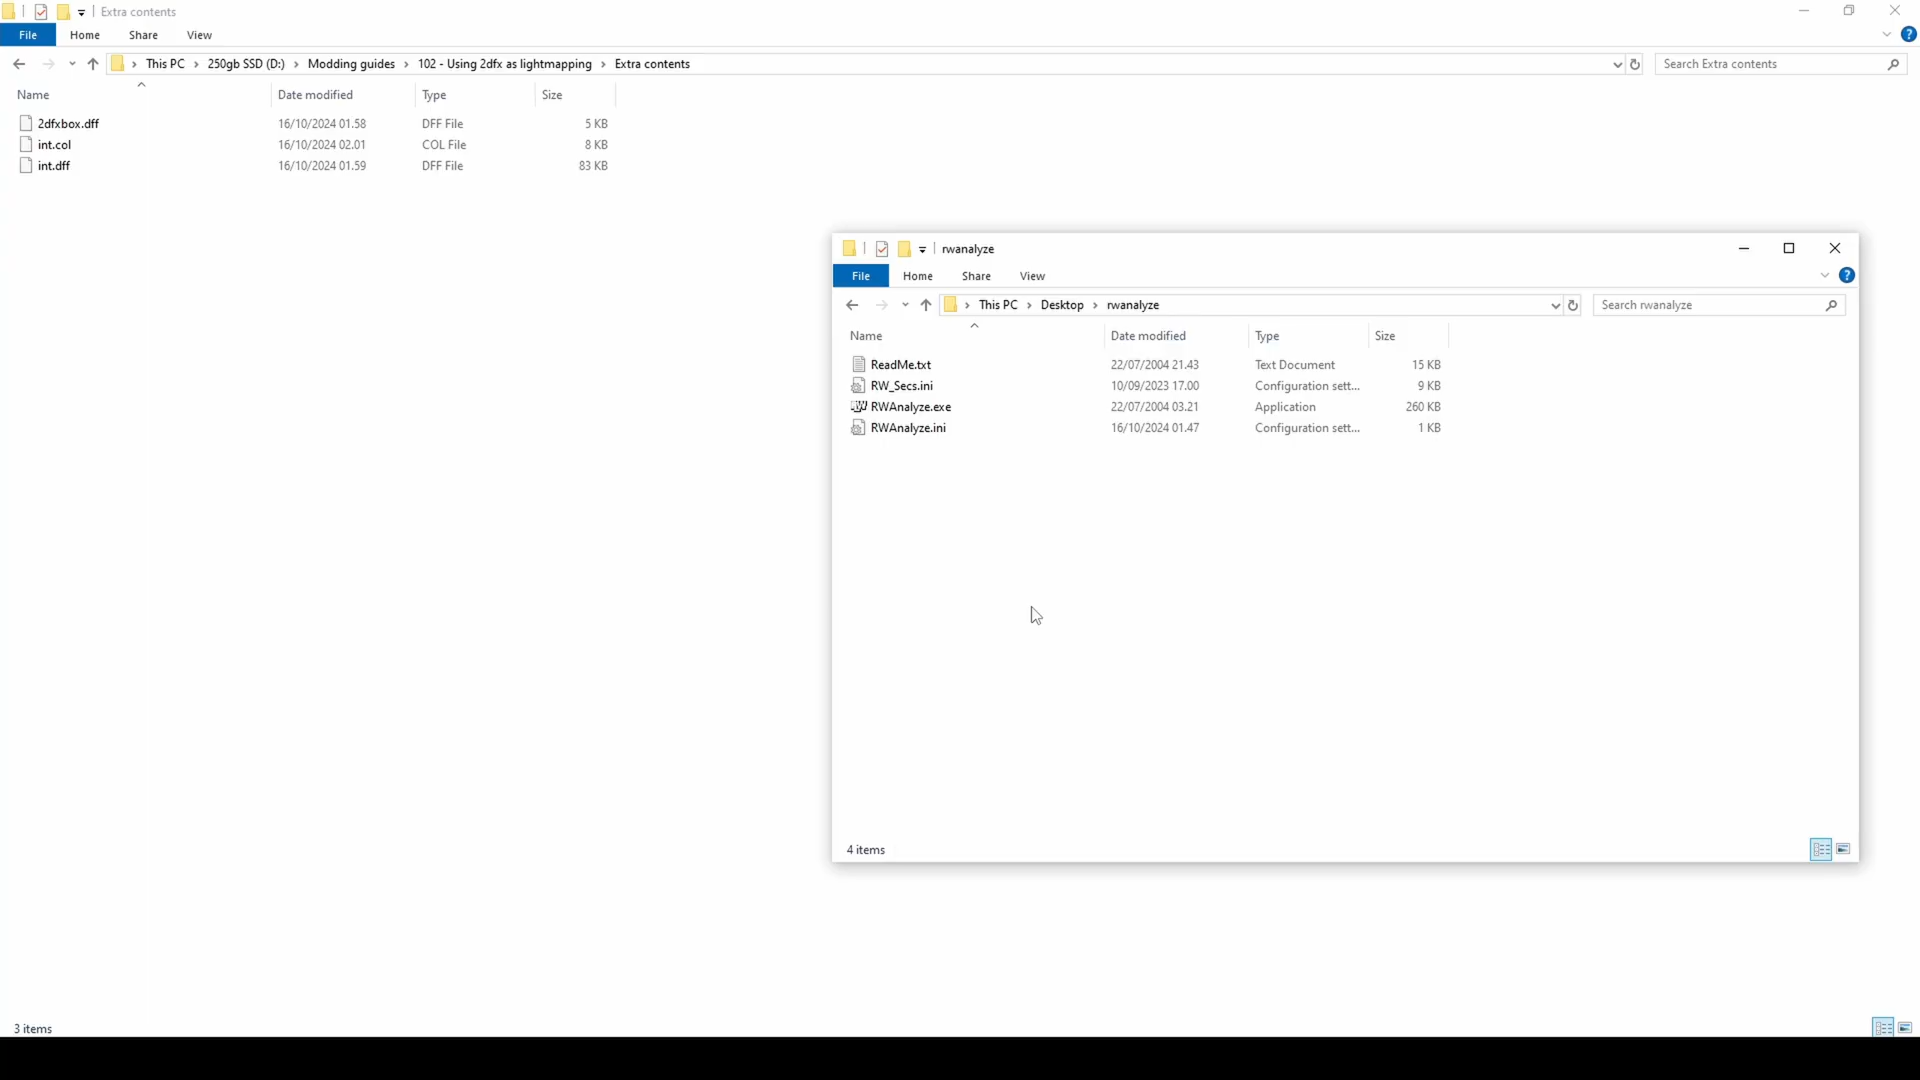 Extra contents
File Home Share View
This PC 250gb SSD (D:) Modding guides 102 - Using 2dfx as lightmapping Extra contents Search Extra contents
Name Date modified Type Size
2dfxbox.dff 16/10/2024 01.58 DFF File 5 KB
int.col 16/10/2024 02.01 COL File 8 KB
int.dff 16/10/2024 01.59 DFF File 83 KB
rwanalyze
File Home Share View
This PC Desktop rwanalyze Search rwanalyze
Name Date modified Type Size
ReadMe.txt 22/07/2004 21.43 Text Document 15 KB
RW_Secs.ini 10/09/2023 17.00 Configuration sett... 9 KB
RWAnalyze.exe 22/07/2004 03.21 Application 260 KB
RWAnalyze.ini 16/10/2024 01.47 Configuration sett... 1 KB
4 items
3 items